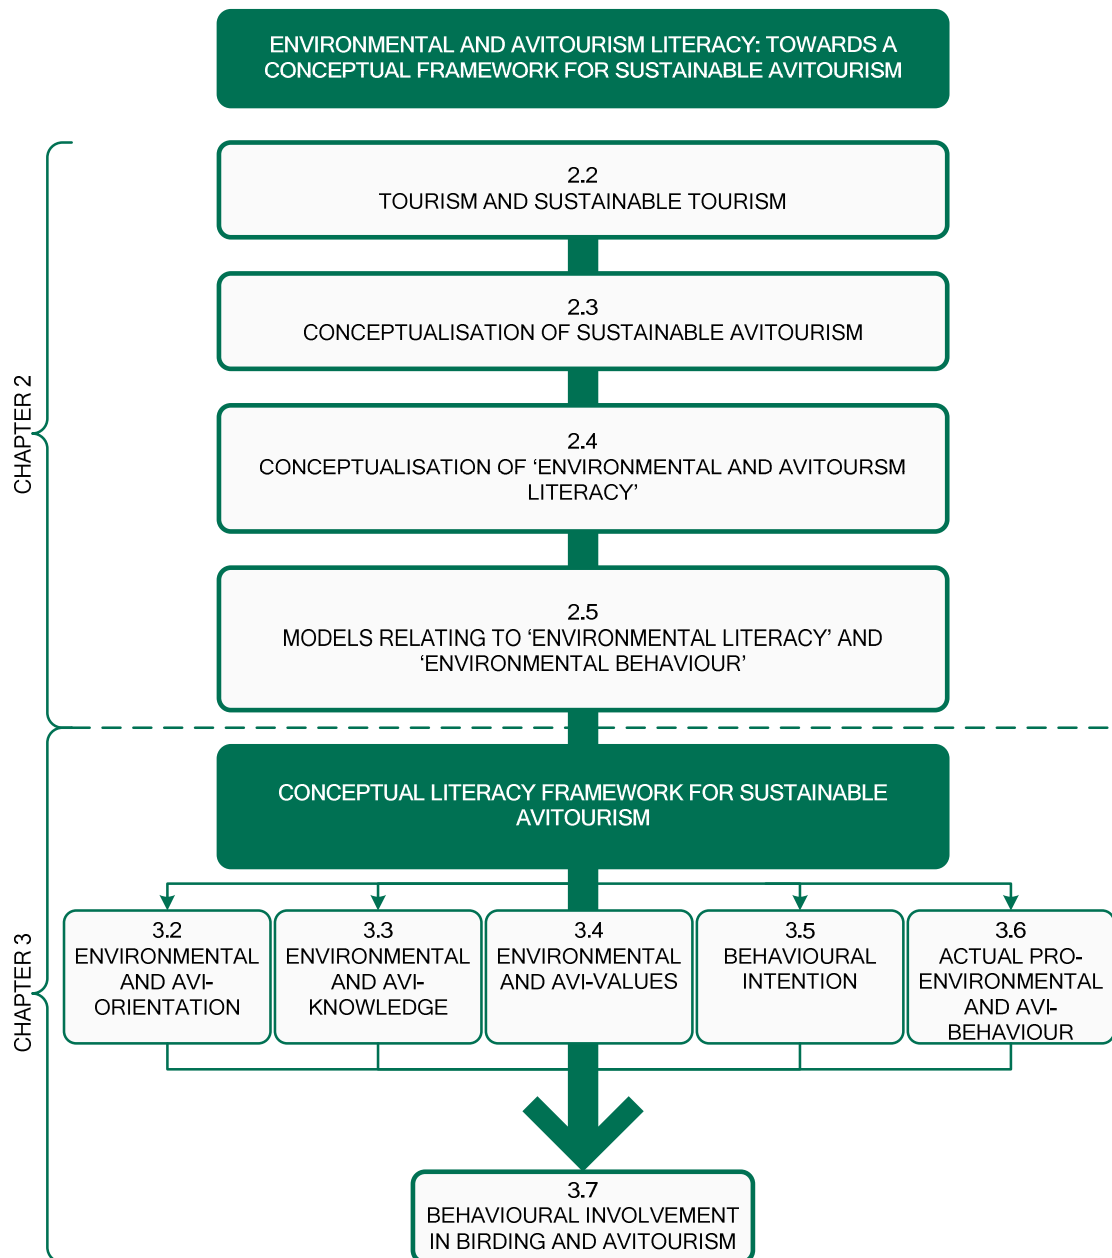 ENVIRONMENTAL AND AVITOURISM LITERACY: TOWARDS A
CONCEPTUAL FRAMEWORK FOR SUSTAINABLE AVITOURISM
CHAPTER 2
2.2
TOURISM AND SUSTAINABLE TOURISM
2.3
CONCEPTUALISATION OF SUSTAINABLE AVITOURISM
2.4
CONCEPTUALISATION OF ‘ENVIRONMENTAL AND AVITOURSM
LITERACY’
2.5
MODELS RELATING TO ‘ENVIRONMENTAL LITERACY’ AND
‘ENVIRONMENTAL BEHAVIOUR’
CHAPTER 3
CONCEPTUAL LITERACY FRAMEWORK FOR SUSTAINABLE
AVITOURISM
3.2
ENVIRONMENTAL
AND AVI-
ORIENTATION
3.3
ENVIRONMENTAL
AND AVI-
KNOWLEDGE
3.4
ENVIRONMENTAL
AND AVI-VALUES
3.5
BEHAVIOURAL
INTENTION
3.6
ACTUAL PRO-
ENVIRONMENTAL
AND AVI-
BEHAVIOUR
3.7
BEHAVIOURAL INVOLVEMENT
IN BIRDING AND AVITOURISM